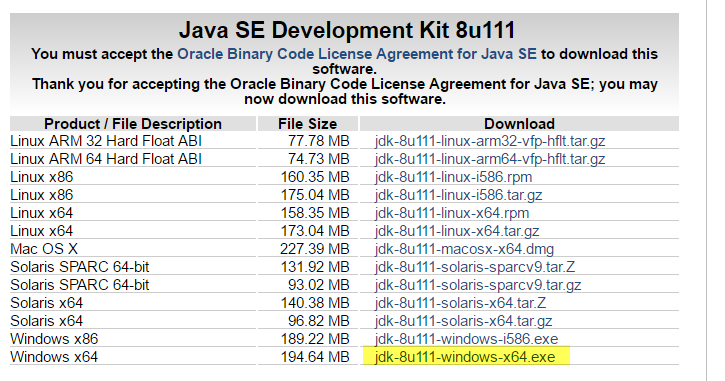 Java SE Development Kit 8u111
You must accept the Oracle Binary Code License Agreement for Java SE to download this
software.
Thank you for accepting the Oracle Binary Code License Agreement for Java SE; you may
now download this software.
Product / File Description File Size Download
Linux ARM 32 Hard Float ABI 77.78 MB jdk-8u111-linux-arm32-vfp-hflt.tar.gz
Linux ARM 64 Hard Float ABI 74.73 MB jdk-8u111-linux-arm64-vfp-hflt.tar.gz
Linux x86 160.35 MB jdk-8u111-linux-i586.rpm
Linux x86 175.04 MB jdk-8u111-linux-i586.tar.gz
Linux x64 158.35 MB jdk-8u111-linux-x64.rpm
Linux x64 173.04 MB jdk-8u111-linux-x64.tar.gz
Mac OS X 227.39 MB jdk-8u111-macosx-x64.dmg
Solaris SPARC 64-bit 131.92 MB jdk-8u111-solaris-sparcv9.tar.Z
Solaris SPARC 64-bit 93.02 MB jdk-8u111-solaris-sparcv9.tar.gz
Solaris x64 140.38 MB jdk-8u111-solaris-x64.tar.Z
Solaris x64 96.82 MB jdk-8u111-solaris-x64.tar.gz
Windows x86 189.22 MB jdk-8u111-windows-i586.exe
Windows x64 194.64 MB jdk-8u111-windows-x64.exe